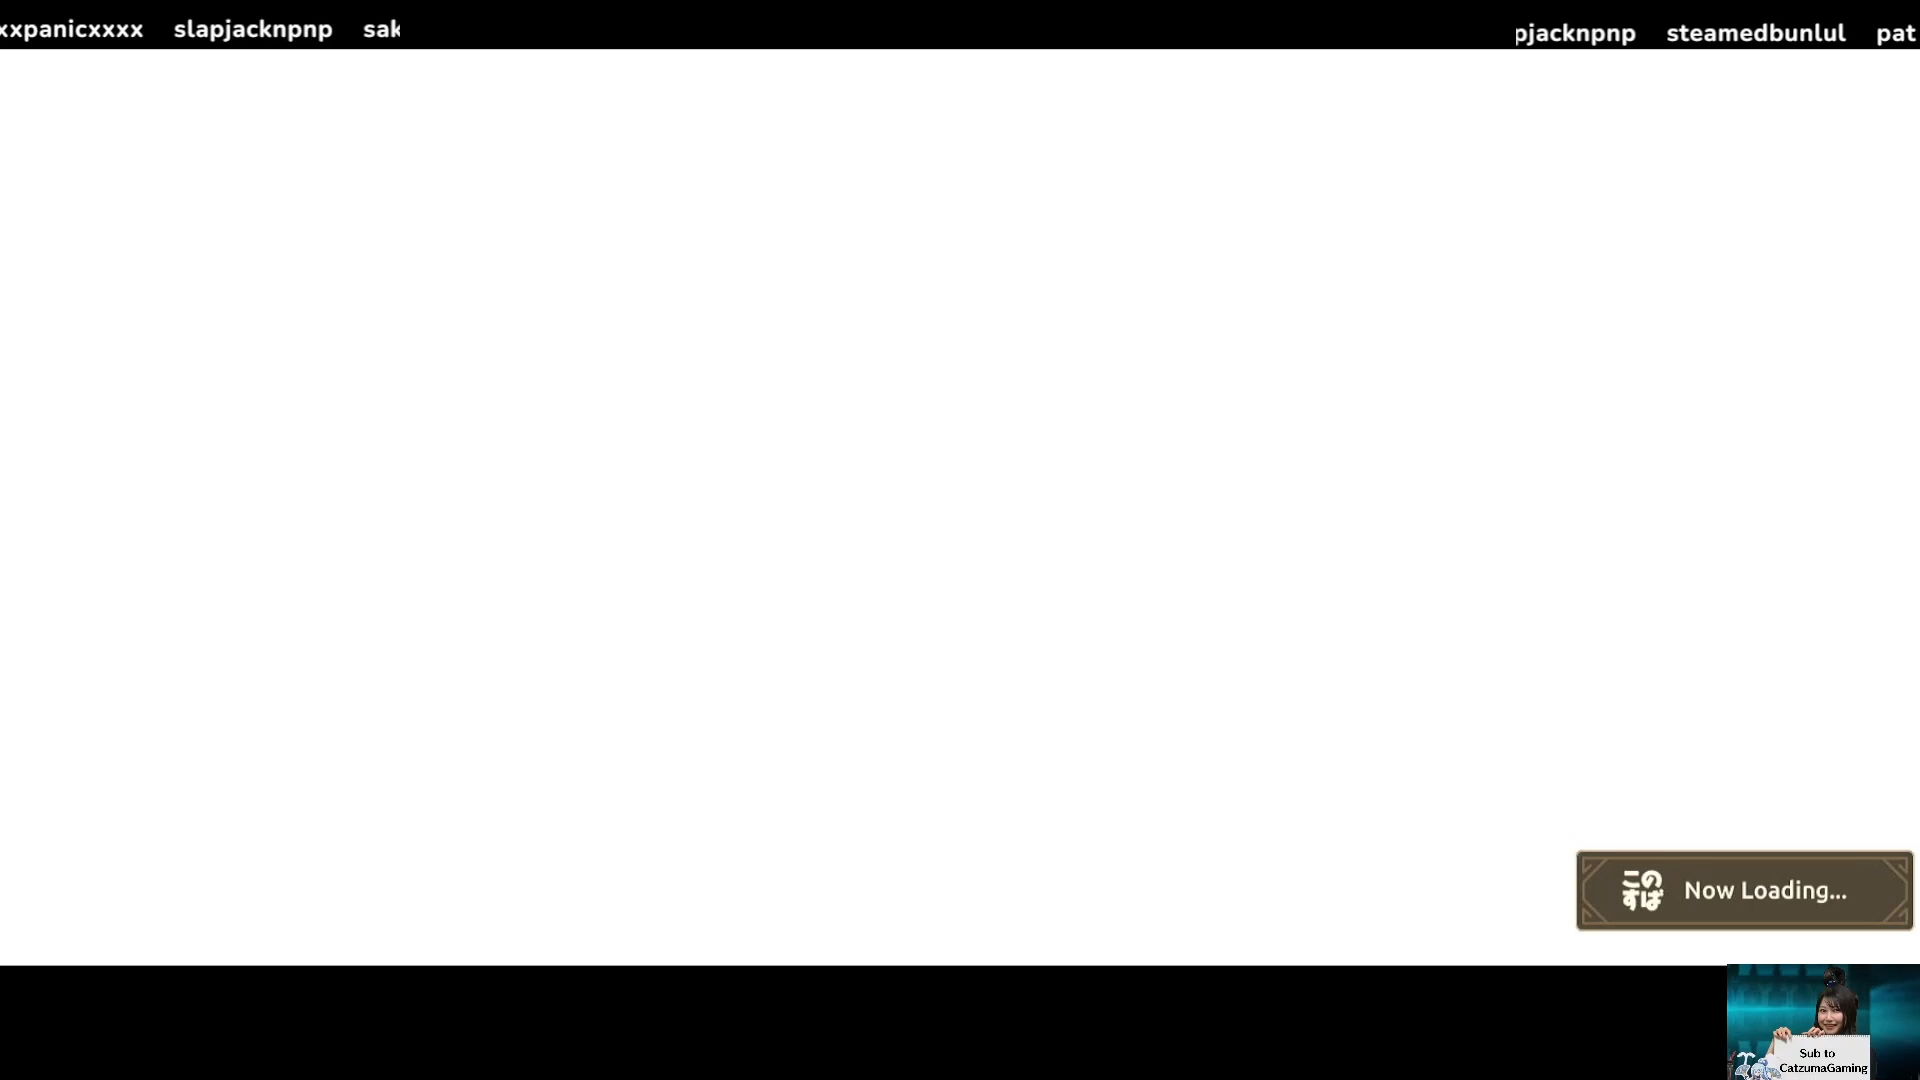 xxpanicxxxx slapjacknpnp sak
pjacknpnp steamedbunlul pat
このすば
Now Loading...
Sub to
CatzumaGaming